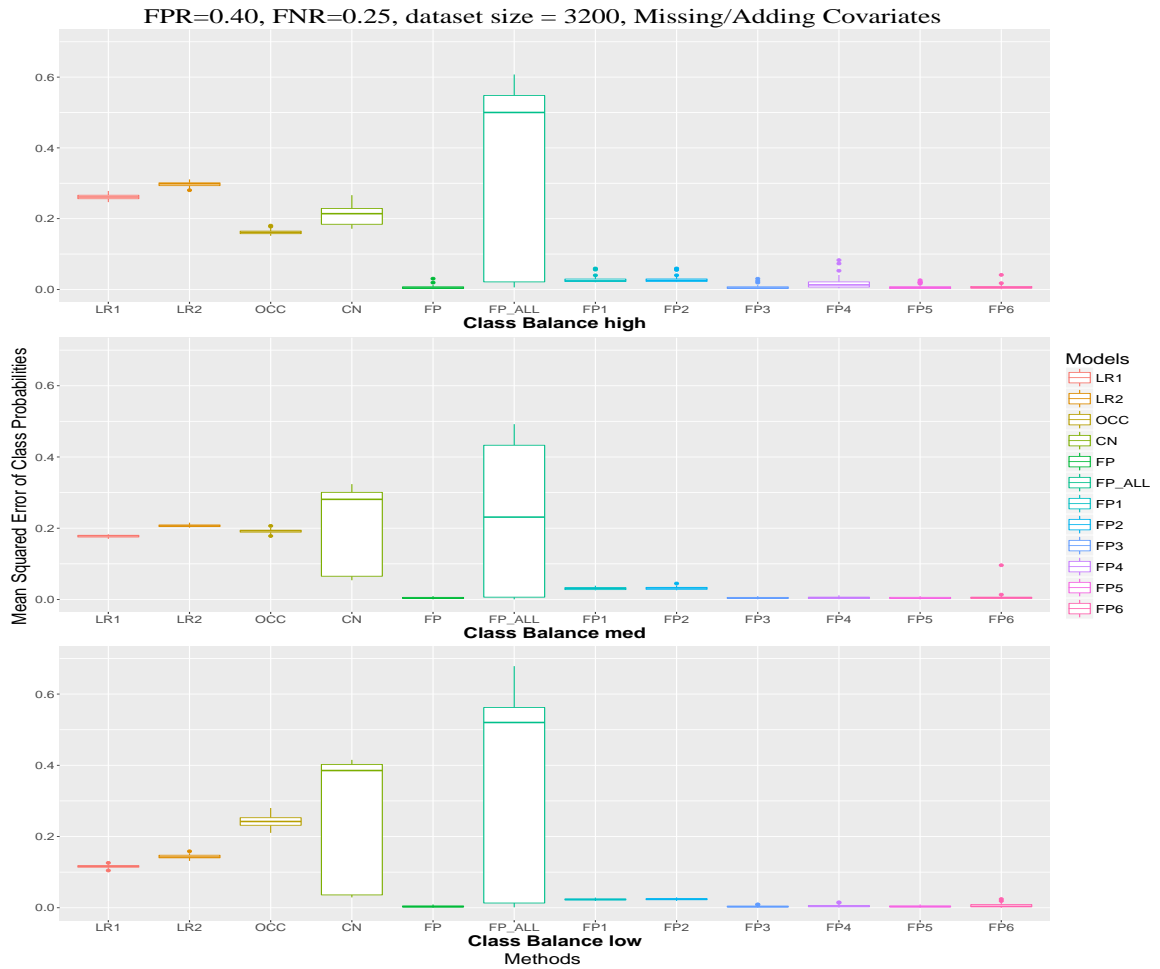 FPR=0.40, FNR=0.25, dataset size = 3200, Missing/Adding Covariates
Mean Squared Error of Class Probabilities
0.6
0.4
0.2
0.0
LR1 LR2 OCC CN FP FP_ALL FP1 FP2 FP3 FP4 FP5 FP6
Class Balance high
0.6
0.4
0.2
0.0
LR1 LR2 OCC CN FP FP_ALL FP1 FP2 FP3 FP4 FP5 FP6
Class Balance med
0.6
0.4
0.2
0.0
LR1 LR2 OCC CN FP FP_ALL FP1 FP2 FP3 FP4 FP5 FP6
Class Balance low
Methods
Models
LR1
LR2
OCC
CN
FP
FP_ALL
FP1
FP2
FP3
FP4
FP5
FP6